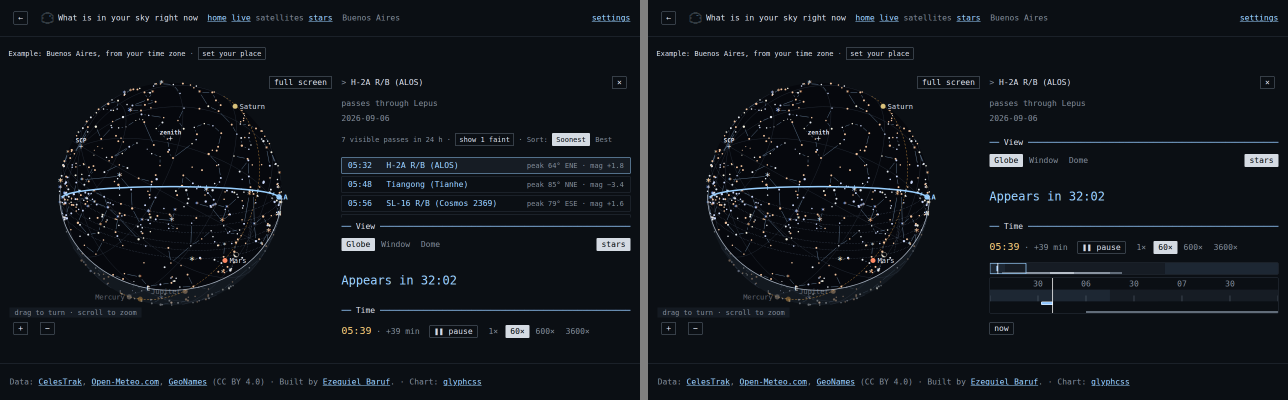 ← What is in your sky right now home live satellites stars Buenos Aires settings
Example: Buenos Aires, from your time zone · set your place
full screen
Saturn
zenith
SCP
A
Mars
E
Mercury
drag to turn · scroll to zoom
+ −
> H-2A R/B (ALOS) ×
passes through Lepus
2026-09-06
7 visible passes in 24 h · show 1 faint · Sort: Soonest Best
05:32 H-2A R/B (ALOS) peak 64° ENE · mag +1.8
05:48 Tiangong (Tianhe) peak 85° NNE · mag −3.4
05:56 SL-16 R/B (Cosmos 2369) peak 79° ESE · mag +1.6
View
Globe Window Dome stars
Appears in 32:02
Time
05:39 · +39 min ❚❚ pause 1× 60× 600× 3600×
Data: CelesTrak, Open-Meteo.com, GeoNames (CC BY 4.0) · Built by Ezequiel Baruf. · Chart: glyphcss
← What is in your sky right now home live satellites stars Buenos Aires settings
Example: Buenos Aires, from your time zone · set your place
full screen
Saturn
zenith
SCP
A
Mars
E
Mercury
drag to turn · scroll to zoom
+ −
> H-2A R/B (ALOS) ×
passes through Lepus
2026-09-06
View
Globe Window Dome stars
Appears in 32:02
Time
05:39 · +39 min ❚❚ pause 1× 60× 600× 3600×
30 06 30 07 30
now
Data: CelesTrak, Open-Meteo.com, GeoNames (CC BY 4.0) · Built by Ezequiel Baruf. · Chart: glyphcss